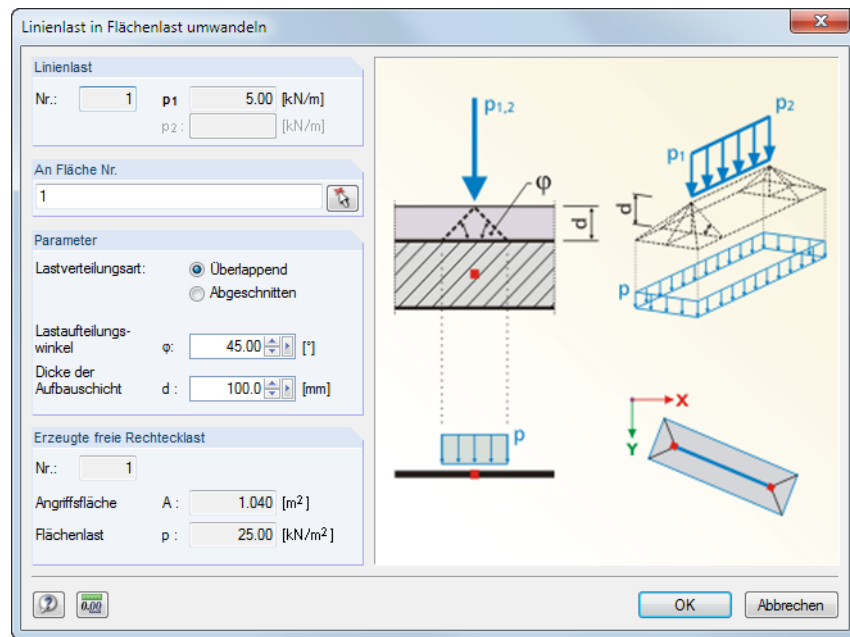 Linienlast in Flächenlast umwandeln
Linienlast
Nr.: 1 p1 5.00 [kN/m]
p2 : [kN/m]
An Fläche Nr.
1
Parameter
Lastverteilungsart: Überlappend
Abgeschnitten
Lastaufteilungs-
winkel φ: 45.00 [°]
Dicke der
Aufbauschicht d : 100.0 [mm]
Erzeugte freie Rechtecklast
Nr.: 1
Angriffsfläche A : 1.040 [m²]
Flächenlast p : 25.00 [kN/m²]
p1,2
φ
d
p
p2
p1
d
p
X
Y
0.00
OK Abbrechen